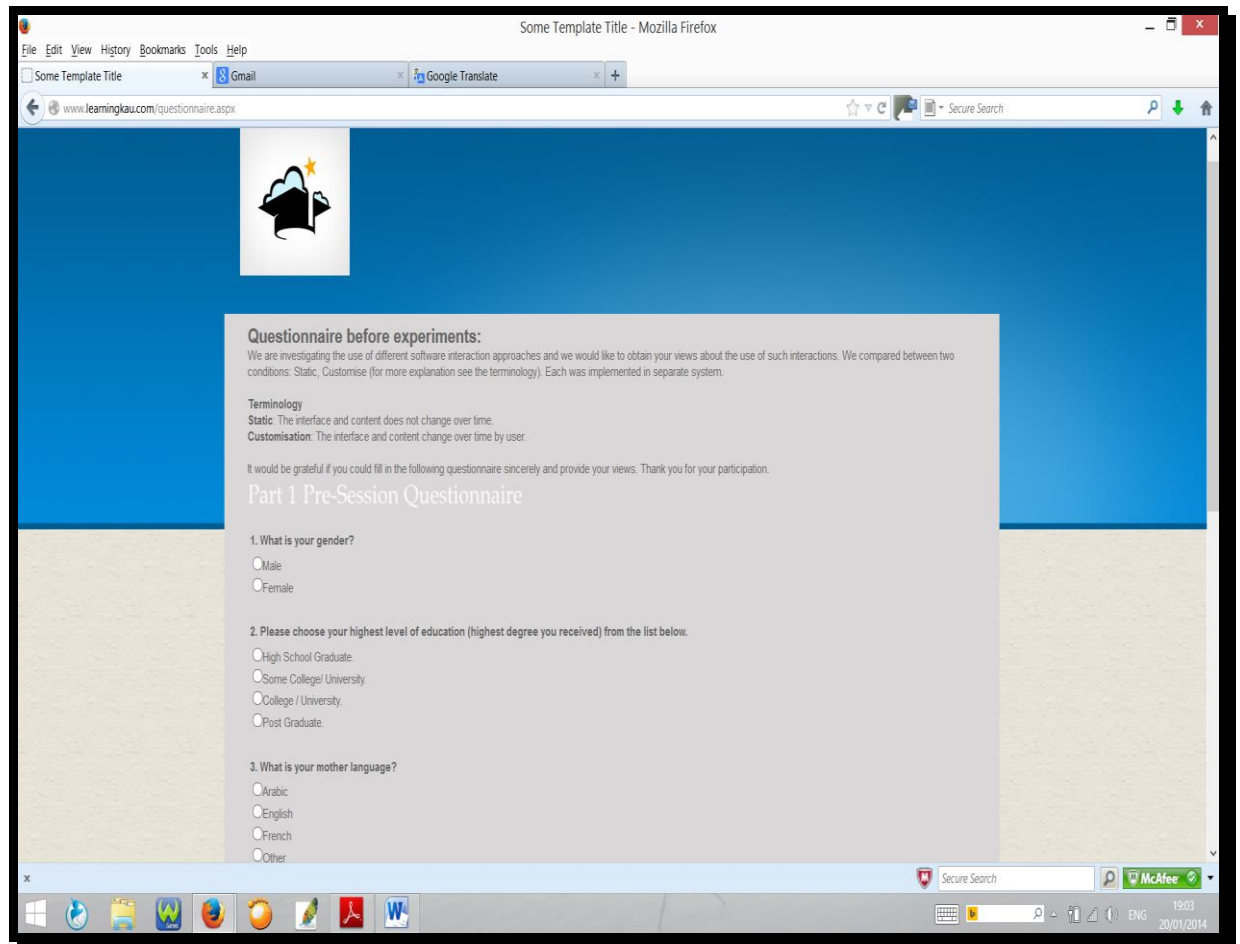 Some Template Title - Mozilla Firefox
File Edit View History Bookmarks Tools Help
Some Template Title x Gmail x Google Translate x +
www.learningkau.com/questionnaire.aspx Secure Search
Questionnaire before experiments:
We are investigating the use of different software interaction approaches and we would like to obtain your views about the use of such interactions. We compared between two
conditions: Static, Customise (for more explanation see the terminology). Each was implemented in separate system.
Terminology
Static: The interface and content does not change over time.
Customisation: The interface and content change over time by user.
It would be grateful if you could fill in the following questionnaire sincerely and provide your views. Thank you for your participation.
Part 1 Pre-Session Questionnaire
1. What is your gender?
Male
Female
2. Please choose your highest level of education (highest degree you received) from the list below.
High School Graduate.
Some College/ University.
College / University.
Post Graduate.
3. What is your mother language?
Arabic
English
French
Other
x Secure Search McAfee
Games ENG 19:03
20/01/2014